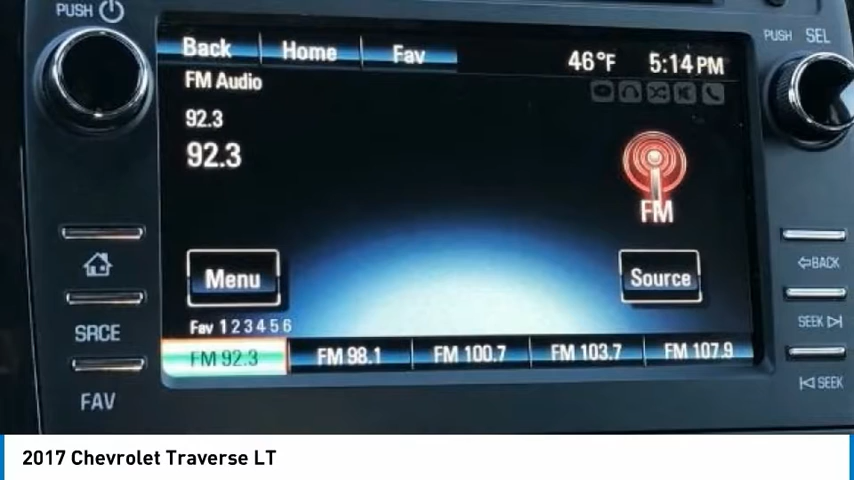 PUSH
PUSH SEL
Back Home Fav 46°F 5:14 PM
FM Audio
92.3
92.3
FM
Menu Source
BACK
Fav 1 2 3 4 5 6
SRCE SEEK
FM 92.3 FM 98.1 FM 100.7 FM 103.7 FM 107.9
SEEK
FAV
2017 Chevrolet Traverse LT